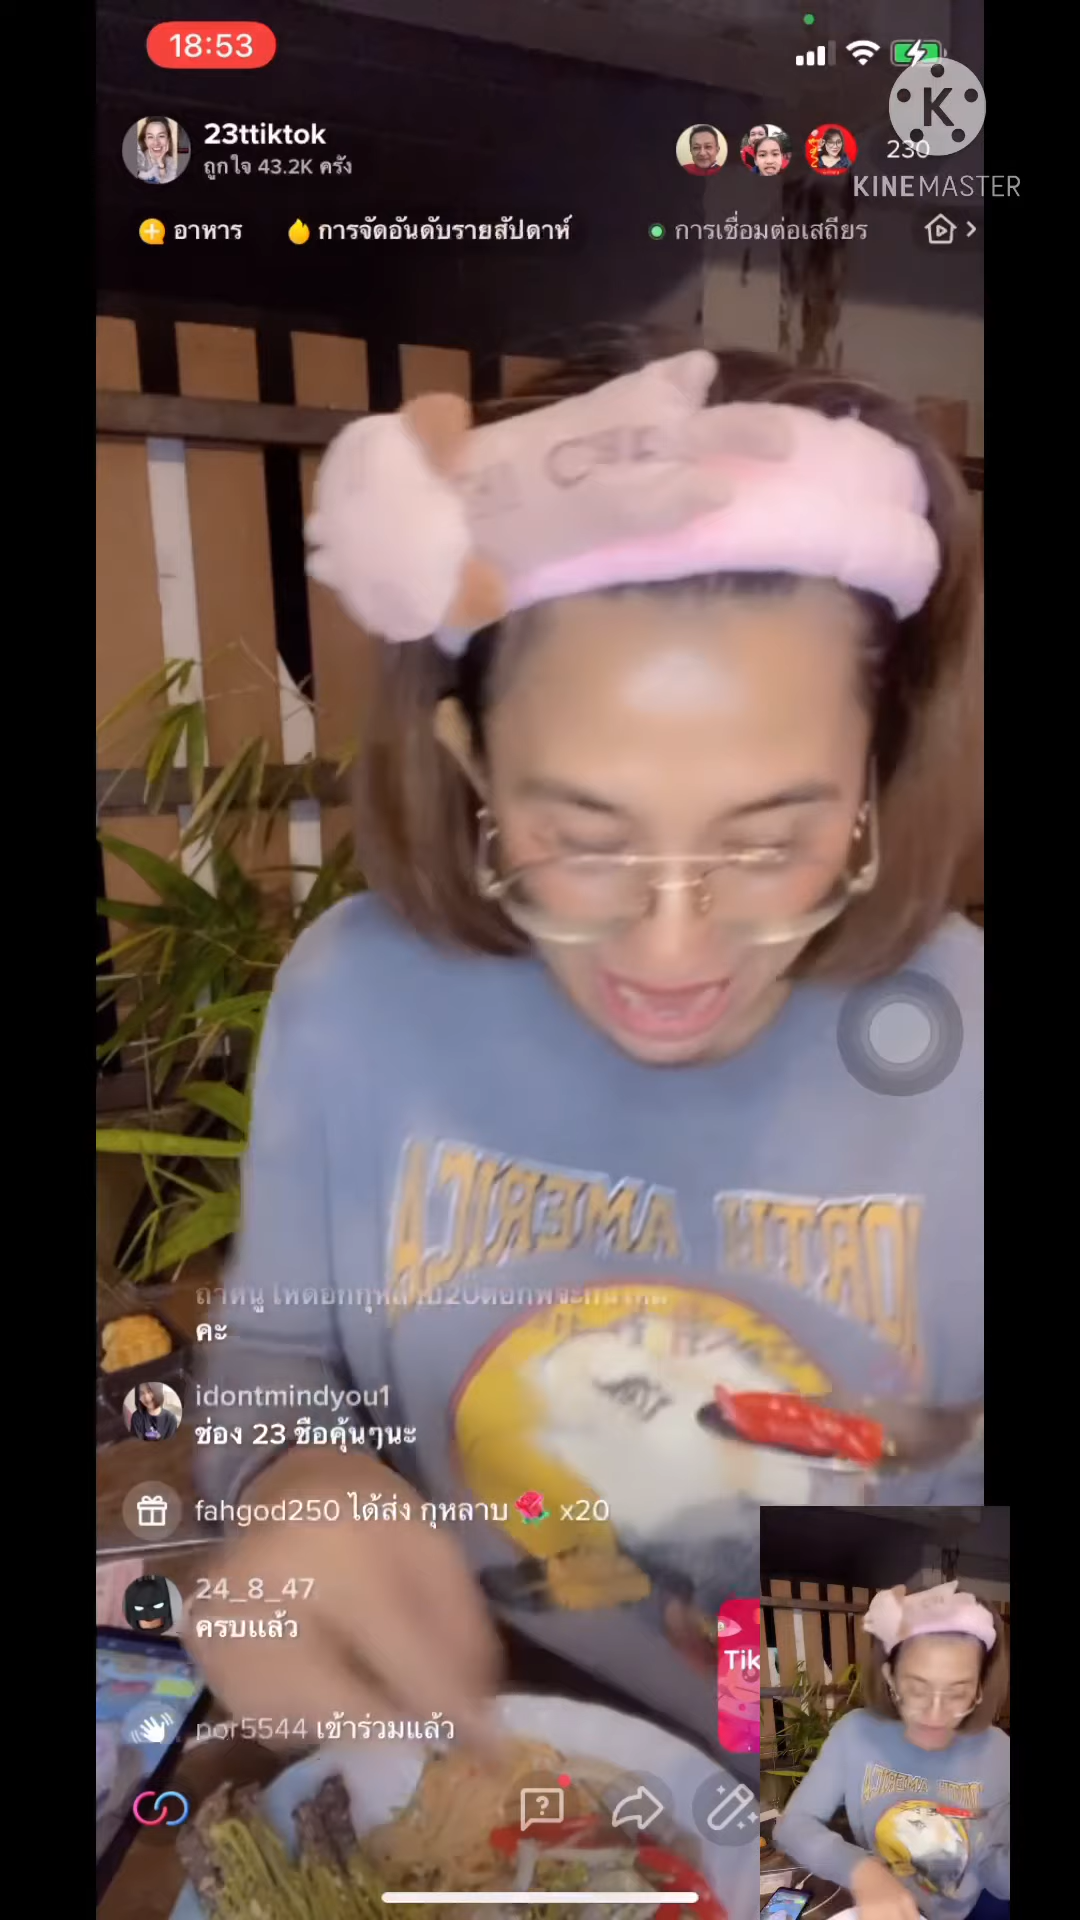 18:53
23ttiktok
ถูกใจ 43.2K ครั้ง
230
KINEMASTER
อาหาร
การจัดอันดับรายสัปดาห์
การเชื่อมต่อเสถียร
AMERICA
คะ
idontmindyou1
ช่อง 23 ชื่อคุ้นๆนะ
fahgod250 ได้ส่ง กุหลาบ x20
24_8_47
ครบแล้ว
Tik
por5544 เข้าร่วมแล้ว